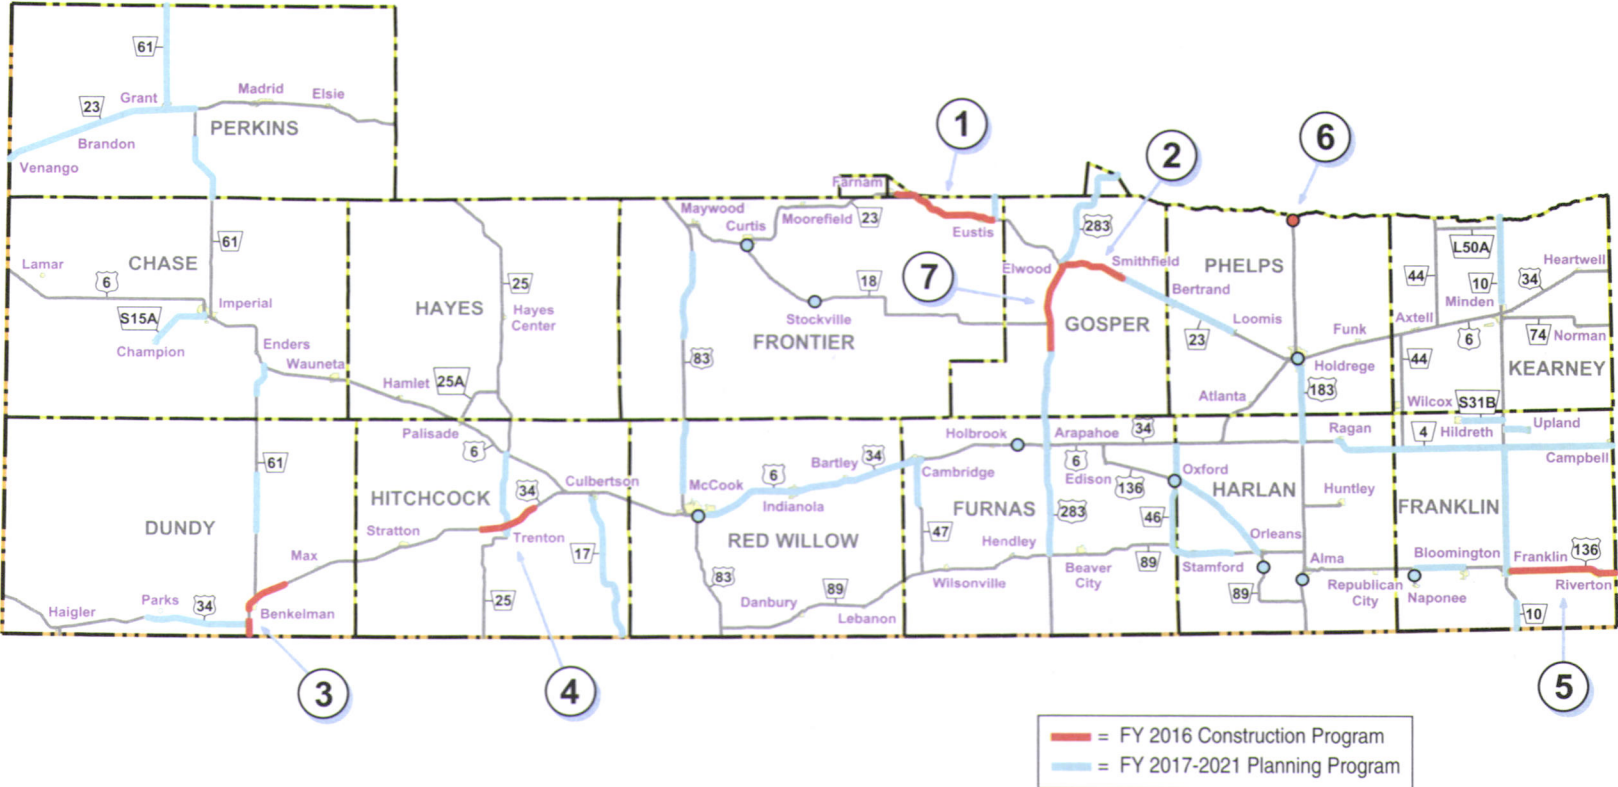 61
23
Grant
Madrid
Elsie
PERKINS
Brandon
Venango
1
2
6
Farnam
Maywood
Curtis
Moorefield
23
Eustis
283
61
Lamar
CHASE
6
Imperial
S15A
Champion
Enders
Wauneta
HAYES
25
Hayes
Center
Hamlet
25A
Stockville
18
FRONTIER
83
7
Elwood
Smithfield
GOSPER
Bertrand
23
Loomis
PHELPS
Funk
Holdrege
183
Atlanta
L50A
44
10
34
Heartwell
Minden
Axtell
6
74
Norman
44
KEARNEY
Wilcox
S31B
Palisade
6
61
HITCHCOCK
34
Culbertson
DUNDY
Stratton
Trenton
17
Max
25
Haigler
Parks
34
Benkelman
McCook
6
Bartley
34
Indianola
RED WILLOW
83
Danbury
89
Lebanon
Holbrook
Arapahoe
34
6
Cambridge
Edison
136
Oxford
FURNAS
47
283
46
Hendley
Wilsonville
Beaver
City
89
Stamford
HARLAN
Huntley
Orleans
89
Alma
Republican
City
Ragan
4
Hildreth
Upland
Campbell
FRANKLIN
Bloomington
Naponee
Franklin
136
Riverton
10
3
4
5
= FY 2016 Construction Program
= FY 2017-2021 Planning Program